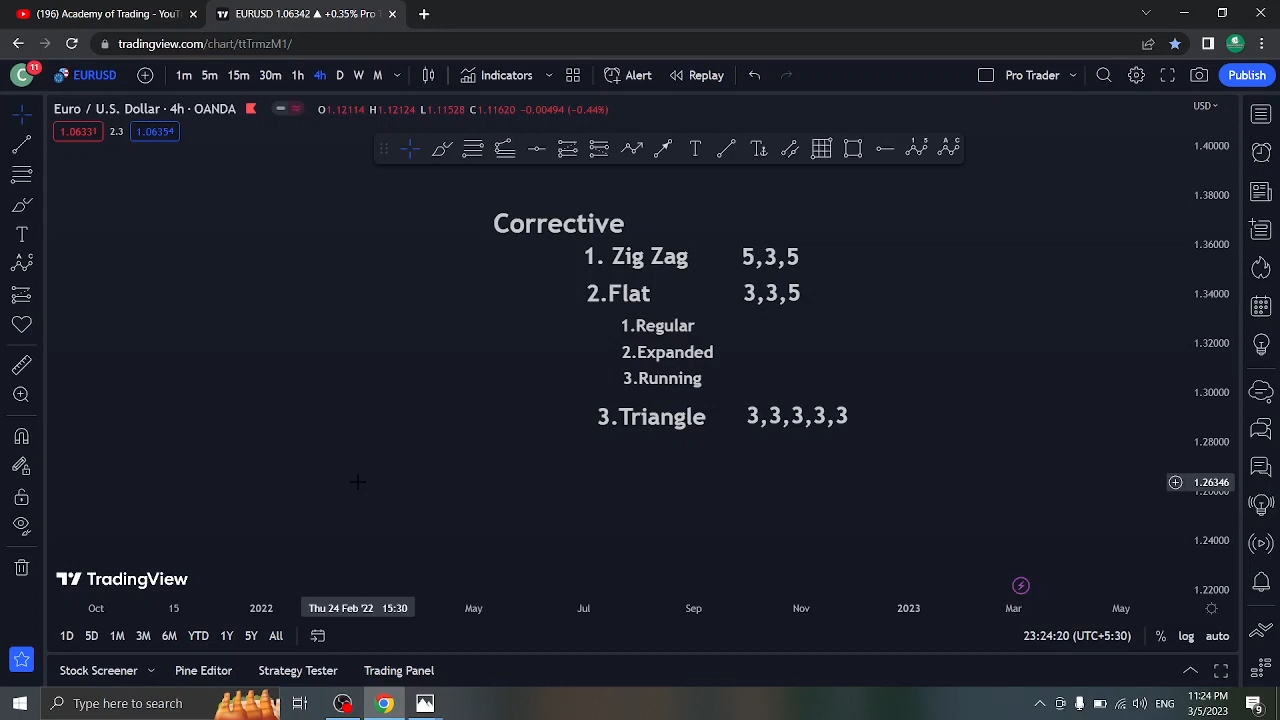 (196) Academy of Trading - YouT
EURUSD 1.06342 ▲ +0.35% Pro T
tradingview.com/chart/ttTmzM1/
C 11 EURUSD 1m 5m 15m 30m 1h 4h D W M Indicators Alert Replay Pro Trader Publish
Euro / U.S. Dollar · 4h · OANDA O1.12114 H1.12124 L1.11528 C1.11620 -0.00494 (-0.44%) USD
1.06331 2.3 1.06354
1.40000
1.38000
Corrective
1.36000
1. Zig Zag 5,3,5
2.Flat 3,3,5
1.34000
1.Regular
1.32000
2.Expanded
3.Running
1.30000
3.Triangle 3,3,3,3,3
1.28000
1.26346
1.26000
1.24000
TradingView
1.22000
Oct 15 2022 Thu 24 Feb '22 15:30 May Jul Sep Nov 2023 Mar May
1D 5D 1M 3M 6M YTD 1Y 5Y All 23:24:20 (UTC+5:30) % log auto
Stock Screener Pine Editor Strategy Tester Trading Panel
Type here to search
11:24 PM
3/5/2023